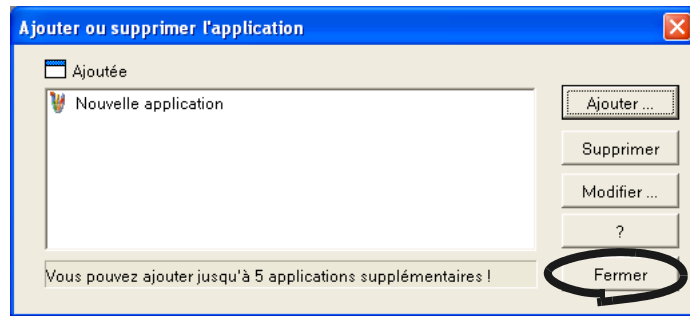 Ajouter ou supprimer l'application
Ajoutée
Nouvelle application
Ajouter ...
Supprimer
Modifier ...
?
Vous pouvez ajouter jusqu'à 5 applications supplémentaires !
Fermer